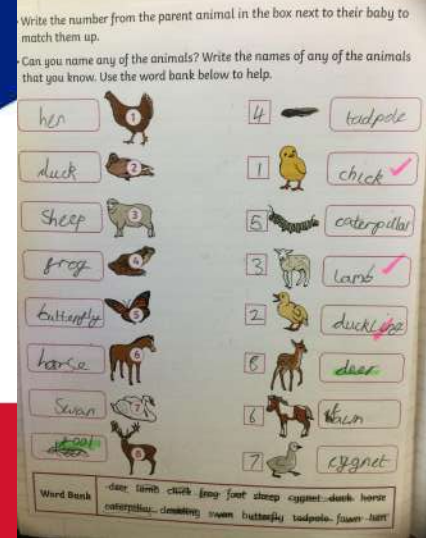 Write the number from the parent animal in the box next to their baby to
match them up.
Can you name any of the animals? Write the names of any of the animals
that you know. Use the word bank below to help.
hen 1 4 tadpole
duck 2 1 chick
sheep 3 5 caterpillar
frog 4 3 lamb
butterfly 5 2 duckling
horse 6 8 deer
swan 7 6
foal 8 7 cygnet
Word Bank
deer lamb chick frog foal sheep cygnet duck horse
caterpillar duckling swan butterfly tadpole hen